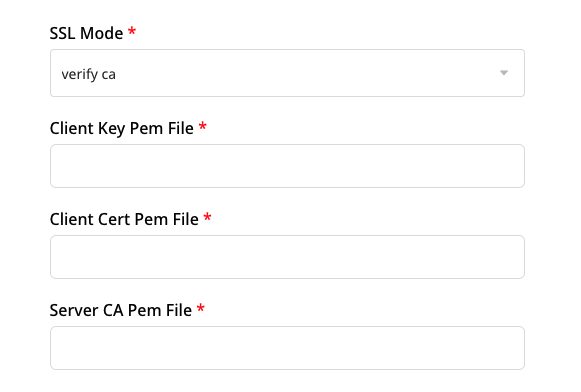 SSL Mode *
verify ca
Client Key Pem File *
Client Cert Pem File *
Server CA Pem File *